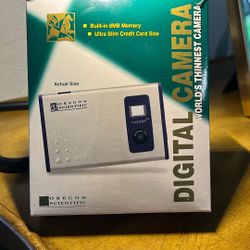 Built-in 8MB Memory
Ultra Slim Credit Card Size
Actual Size
OREGON
SCIENTIFIC
DIGITAL CAMERA
WORLD'S THINNEST CAMERA
OREGON
SCIENTIFIC